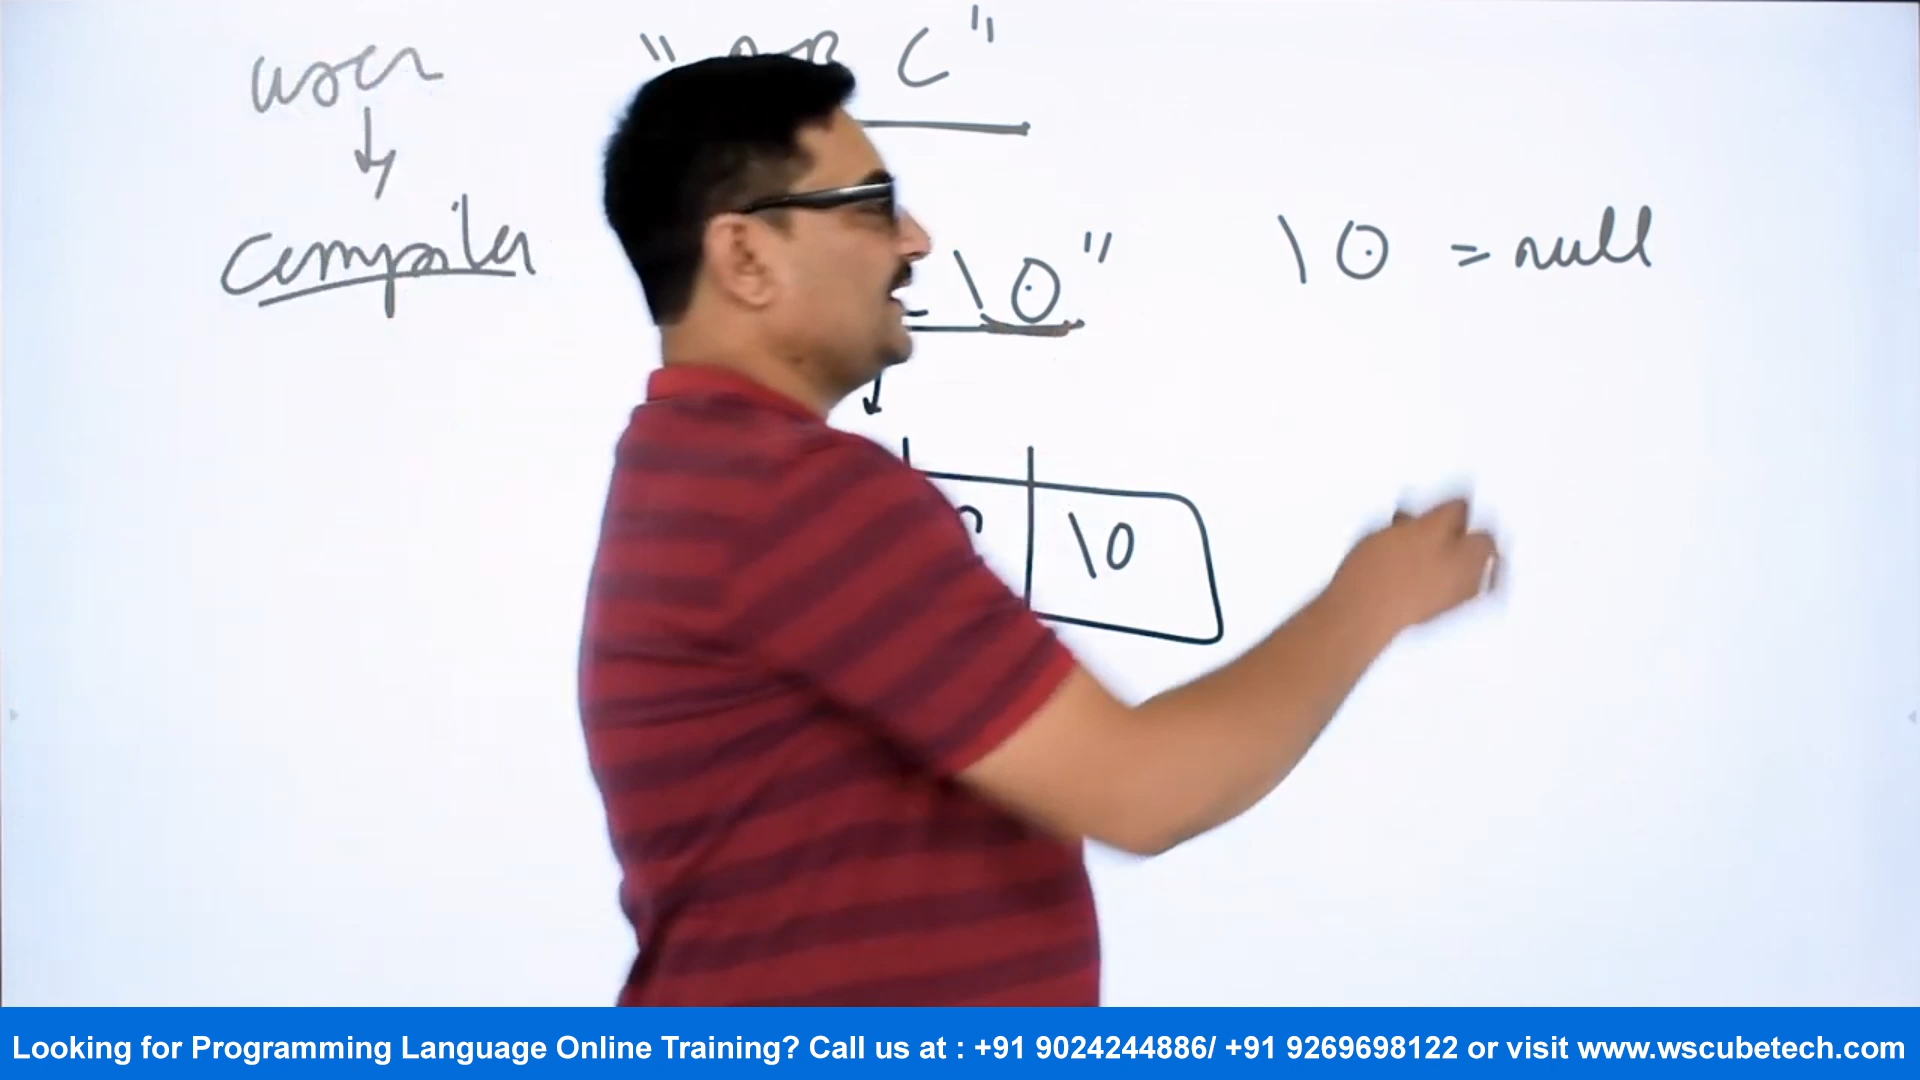 user " C "
compiler \0 " \0 = null
\0
Looking for Programming Language Online Training? Call us at : +91 9024244886/ +91 9269698122 or visit www.wscubetech.com